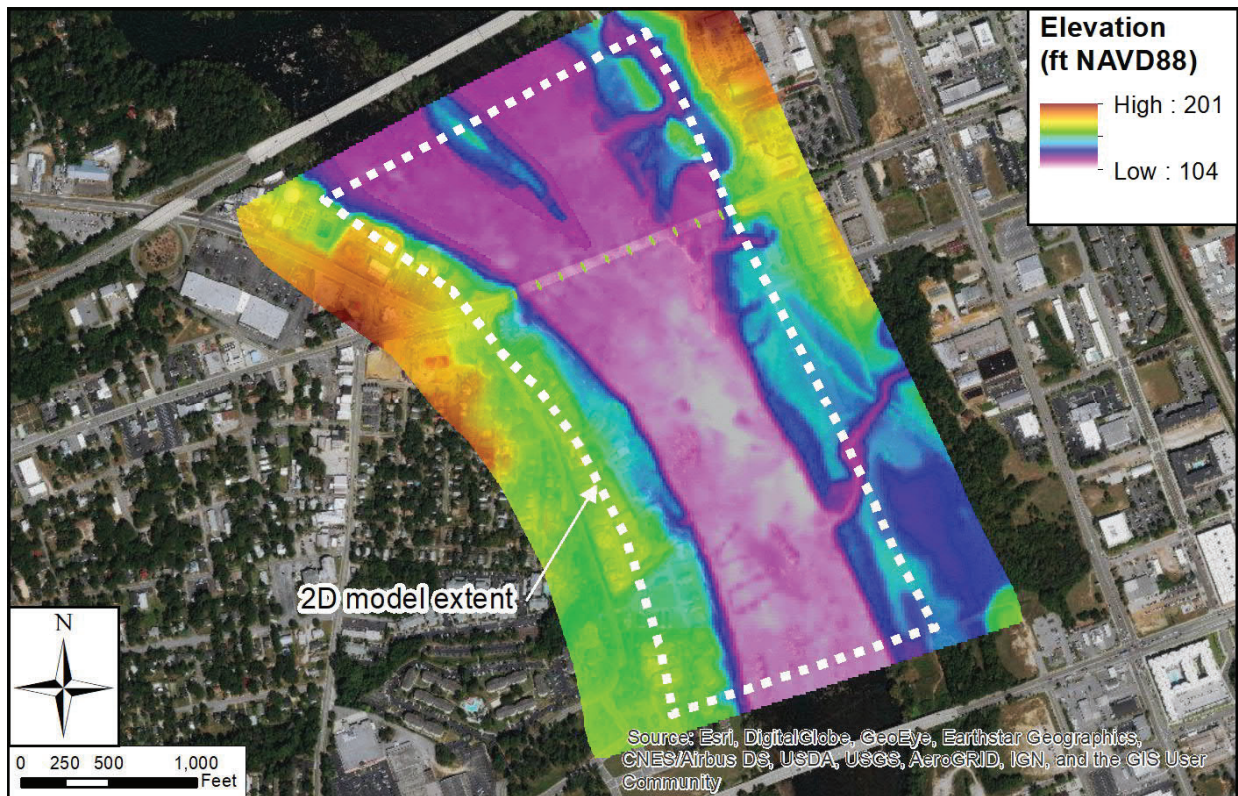 Elevation
(ft NAVD88)
High : 201
Low : 104
2D model extent
N
0 250 500 1,000
Feet
Source: Esri, DigitalGlobe, GeoEye, Earthstar Geographics,
CNES/Airbus DS, USDA, USGS, AeroGRID, IGN, and the GIS User
Community